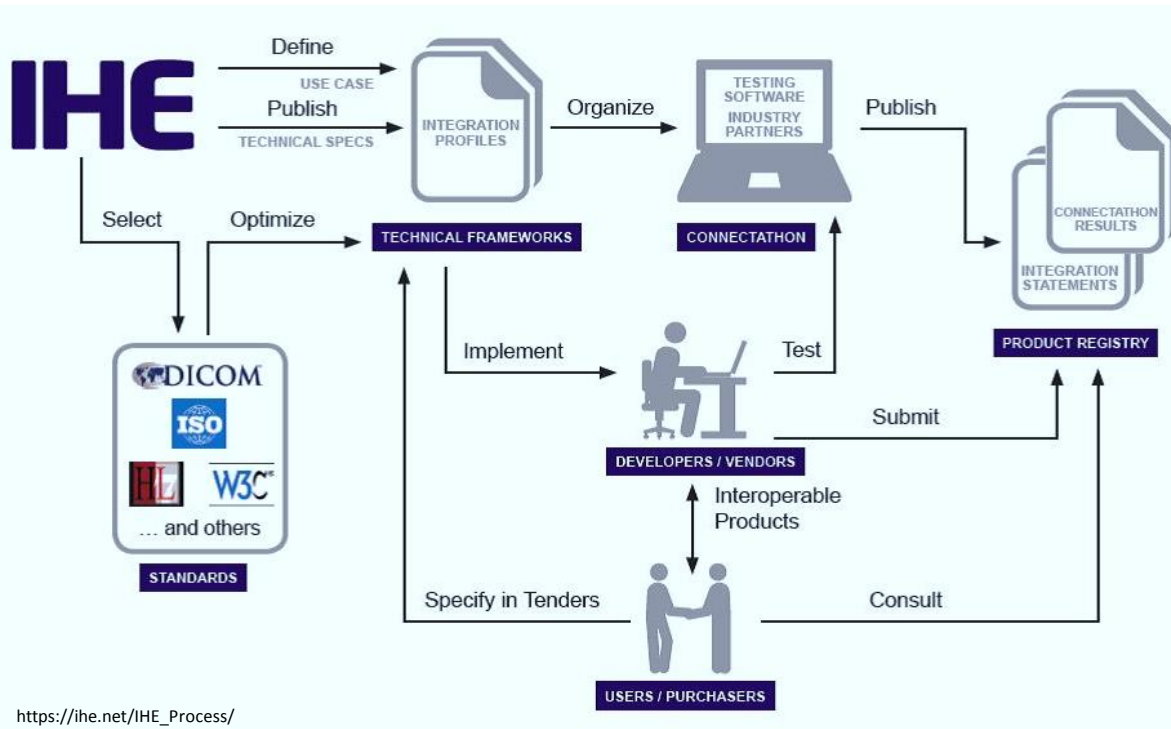 IHE
Define
USE CASE
Publish
TECHNICAL SPECS
INTEGRATION
PROFILES
TECHNICAL FRAMEWORKS
Organize
TESTING
SOFTWARE
INDUSTRY
PARTNERS
CONNECTATHON
Publish
CONNECTATHON
RESULTS
INTEGRATION
STATEMENTS
PRODUCT REGISTRY
Select
Optimize
DICOM
ISO
HL7
W3C®
... and others
STANDARDS
Implement
Test
Submit
DEVELOPERS / VENDORS
Interoperable
Products
Specify in Tenders
Consult
USERS / PURCHASERS
https://ihe.net/IHE_Process/